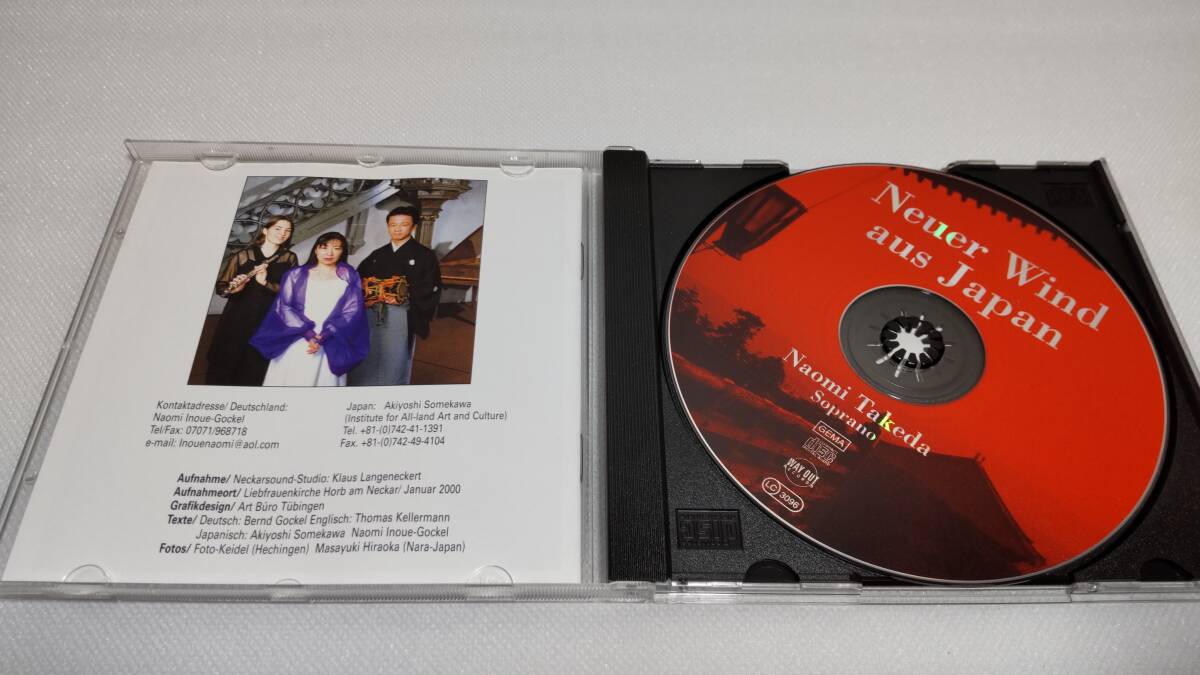 Kontaktadresse/ Deutschland:
Naomi Inoue-Gockel
Tel/Fax: 07071/968718
e-mail: Inouenaomi@aol.com
Japan: Akiyoshi Somekawa
(Institute for All-land Art and Culture)
Tel. +81-(0)742-41-1391
Fax. +81-(0)742-49-4104
Aufnahme/ Neckarsound-Studio: Klaus Langeneckert
Aufnahmeort/ Liebfrauenkirche Horb am Neckar/ Januar 2000
Grafikdesign/ Art Büro Tübingen
Texte/ Deutsch: Bernd Gockel Englisch: Thomas Kellermann
Japanisch: Akiyoshi Somekawa Naomi Inoue-Gockel
Fotos/ Foto-Keidel (Hechingen) Masayuki Hiraoka (Nara-Japan)
Neuer Wind
aus Japan
Naomi Takeda
Soprano
GEMA
WAY OUT
RECORDS
LC 3096